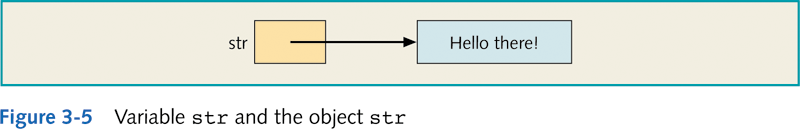 str Hello there!
Figure 3-5 Variable str and the object str